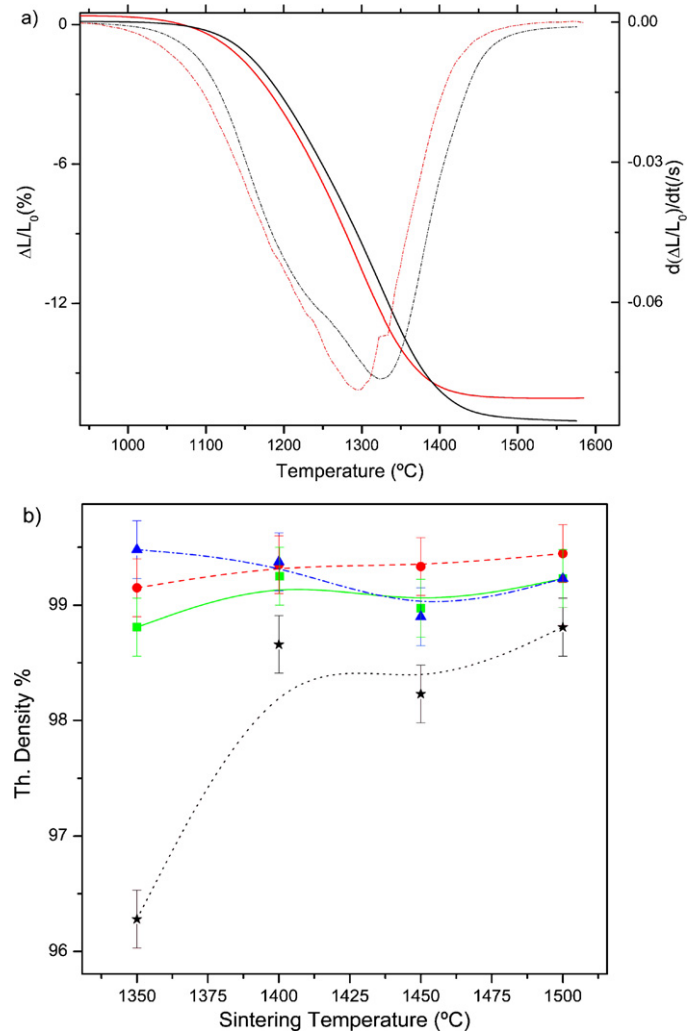 a)
0
-3
-6
-12
ΔL/L0(%)
0.00
-0.03
-0.06
d(ΔL/L0)/dt(/s)
1000 1100 1200 1300 1400 1500 1600
Temperature (ºC)
b)
99
98
97
96
Th. Density %
1350 1375 1400 1425 1450 1475 1500
Sintering Temperature (ºC)